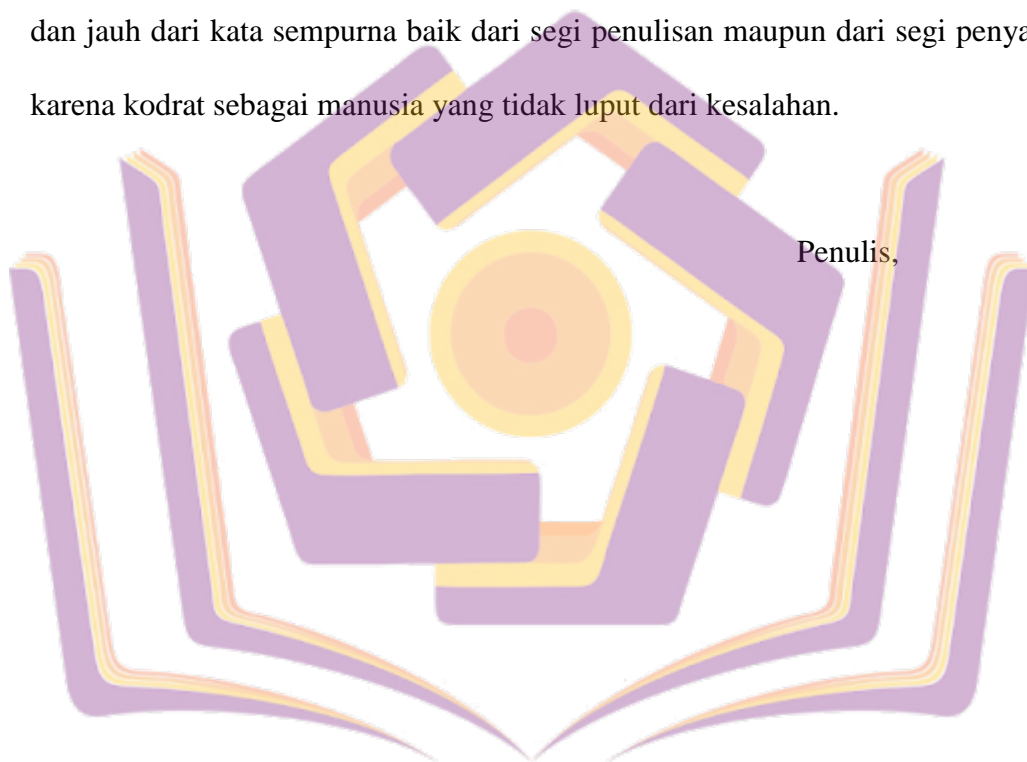 dan jauh dari kata sempurna baik dari segi penulisan maupun dari segi
karena kodrat sebagai manusia yang tidak luput dari kesalahan.
Penulis,